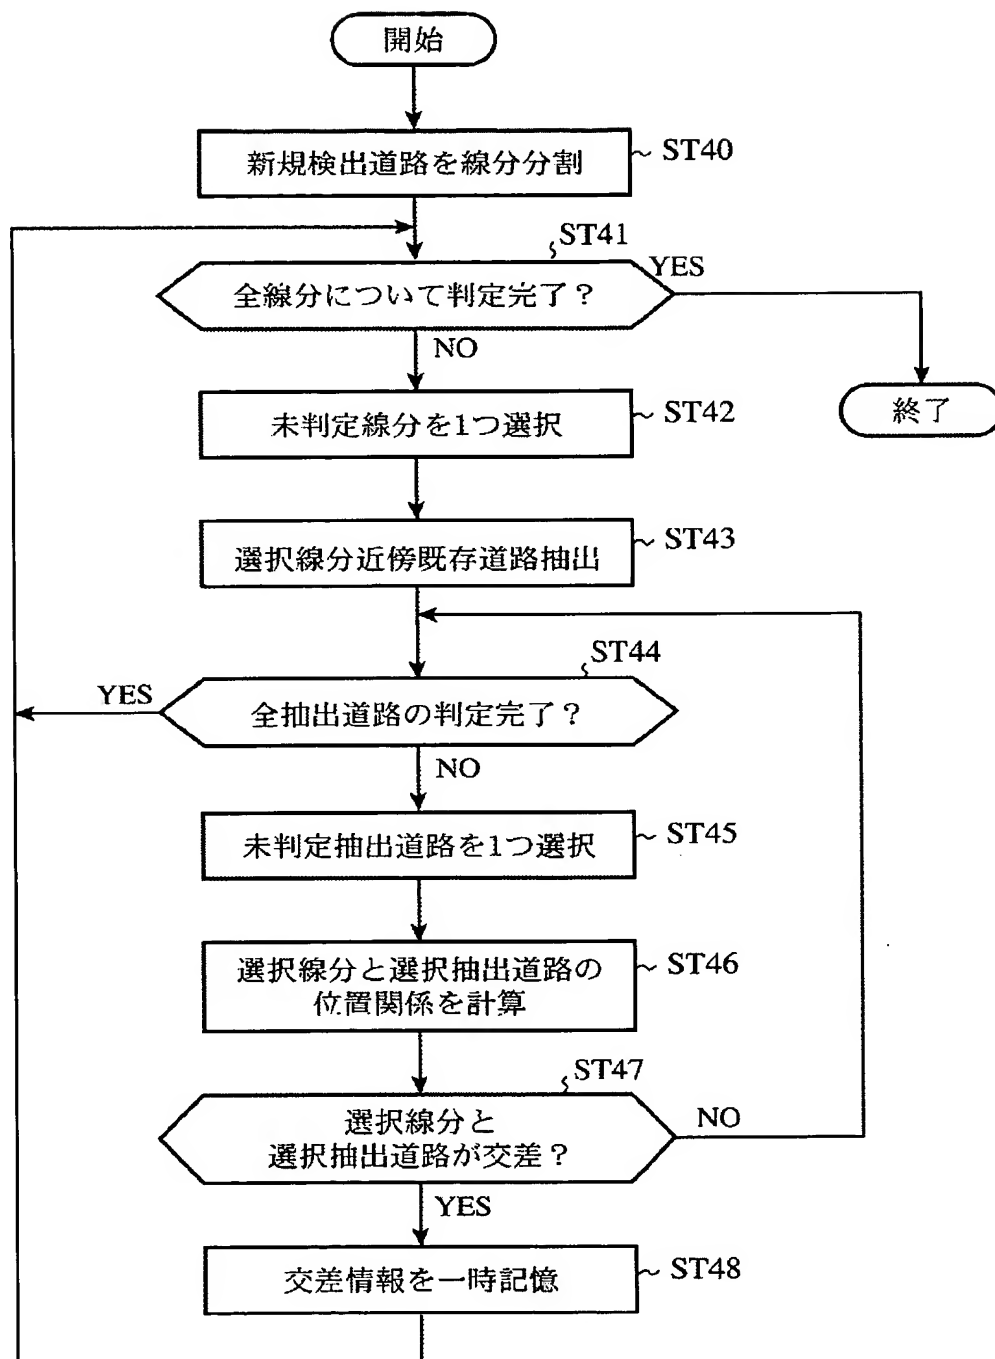 開始
新規検出道路を線分分割
ST40
ST41
全線分について判定完了？
YES
NO
終了
未判定線分を1つ選択
ST42
選択線分近傍既存道路抽出
ST43
ST44
YES
全抽出道路の判定完了？
NO
未判定抽出道路を1つ選択
ST45
選択線分と選択抽出道路の
位置関係を計算
ST46
ST47
選択線分と
選択抽出道路が交差？
NO
YES
交差情報を一時記憶
ST48